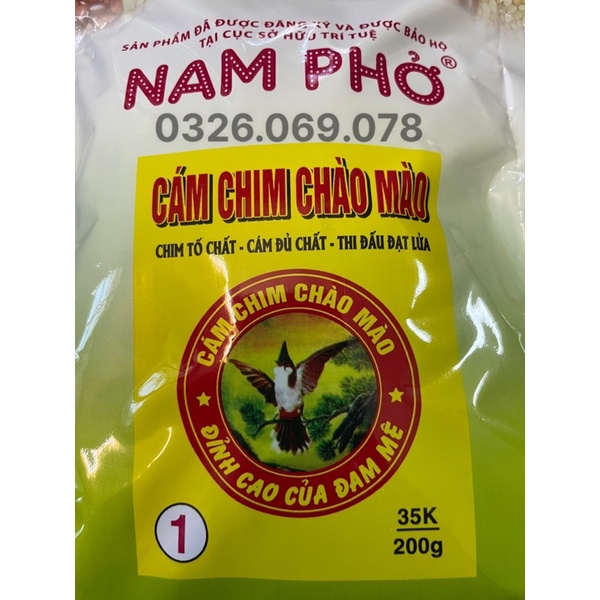 SẢN PHẨM ĐÃ ĐƯỢC ĐĂNG KÝ VÀ ĐƯỢC BẢO HỘ
TẠI CỤC SỞ HỮU TRÍ TUỆ
NAM PHỞ®
0326.069.078
CÁM CHIM CHÀO MÀO
CHIM TỐ CHẤT - CÁM ĐỦ CHẤT - THI ĐẤU ĐẠT LỬA
CÁM CHIM CHÀO MÀO
ĐỈNH CAO CỦA ĐAM MÊ
1
35K
200g